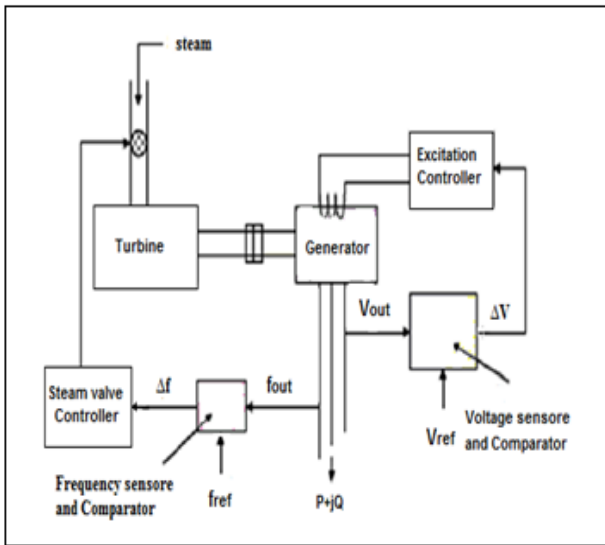 steam
Excitation
Controller
Turbine
Generator
Vout
ΔV
Steam valve
Controller
Δf
fout
Vref
Voltage sensore
and Comparator
Frequency sensore
and Comparator
fref
P+jQ